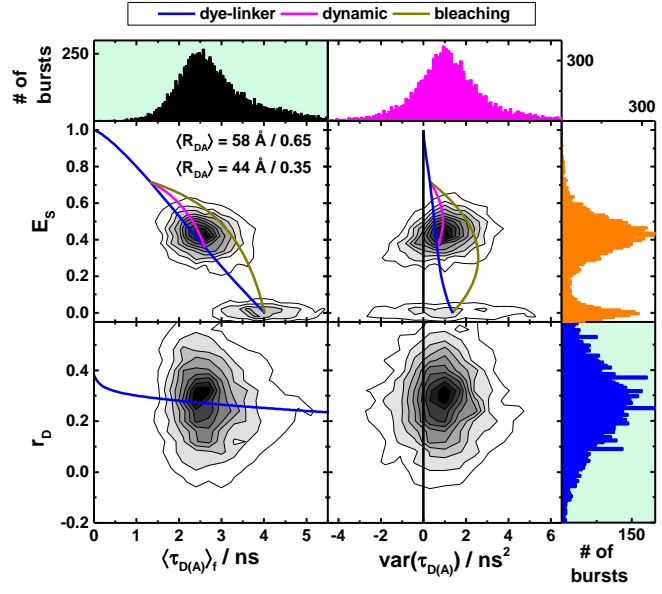 dye-linker dynamic bleaching
# of
bursts
250
300
300
1.0
0.8
0.6
0.4
0.2
0.0
E_S
⟨R_DA⟩ = 58 Å / 0.65
⟨R_DA⟩ = 44 Å / 0.35
0.4
0.2
0.0
-0.2
r_D
0 1 2 3 4 5
-4 -2 0 2 4 6
150
⟨τ_D(A)⟩_f / ns
var(τ_D(A)) / ns²
# of
bursts